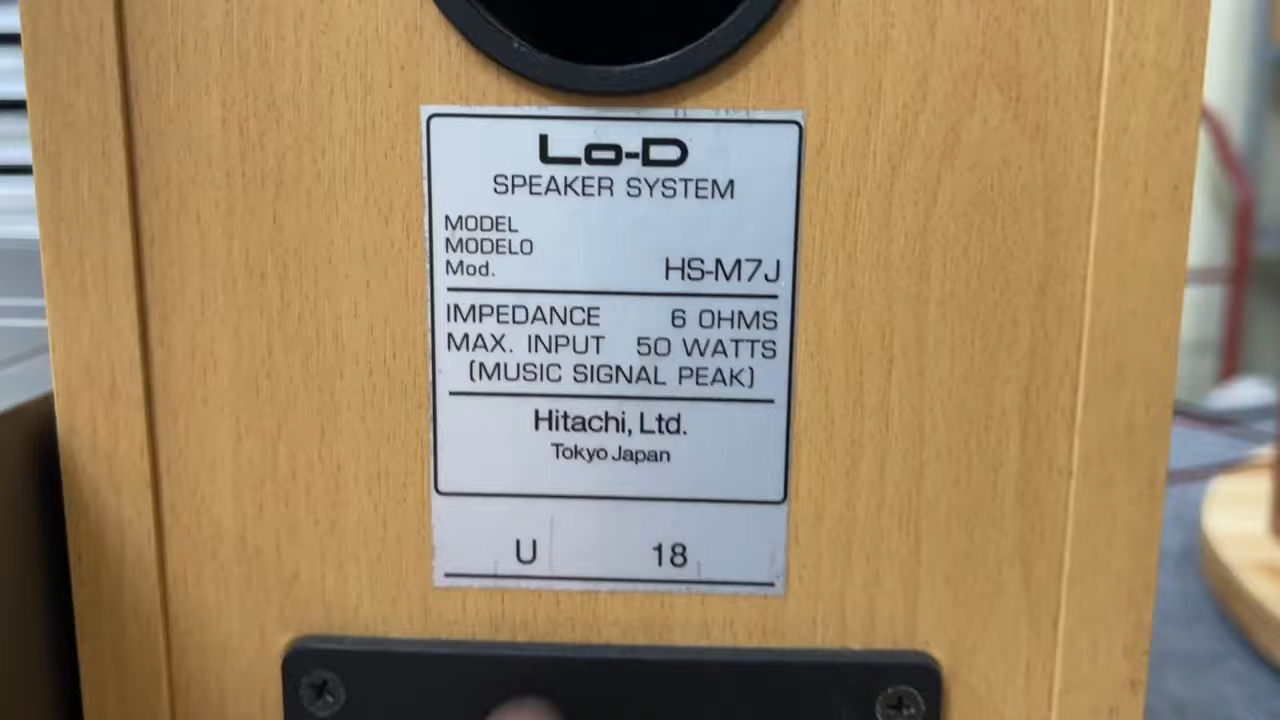 Lo-D
SPEAKER SYSTEM
MODEL
MODELO
Mod. HS-M7J
IMPEDANCE 6 OHMS
MAX. INPUT 50 WATTS
(MUSIC SIGNAL PEAK)
Hitachi, Ltd.
Tokyo Japan
U 18